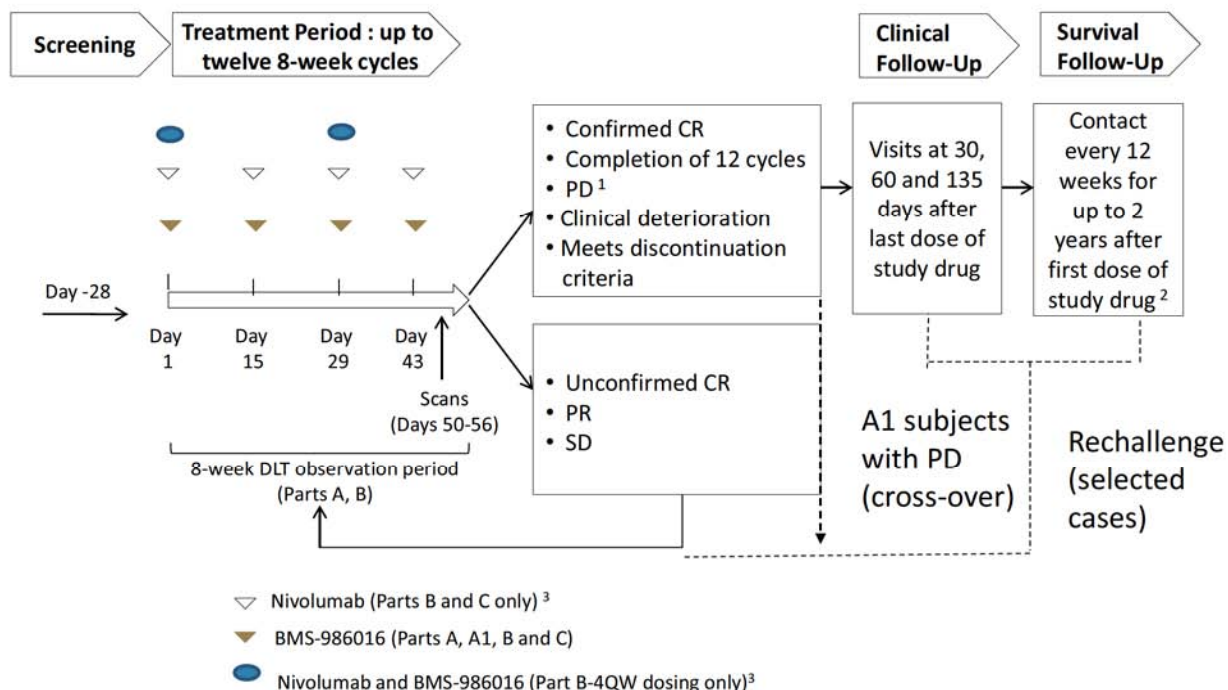 Screening
Treatment Period : up to
twelve 8-week cycles
Clinical
Follow-Up
Survival
Follow-Up
• Confirmed CR
• Completion of 12 cycles
• PD 1
• Clinical deterioration
• Meets discontinuation
criteria
Visits at 30,
60 and 135
days after
last dose of
study drug
Contact
every 12
weeks for
up to 2
years after
first dose of
study drug 2
Day -28
Day
1
Day
15
Day
29
Day
43
Scans
(Days 50-56)
8-week DLT observation period
(Parts A, B)
• Unconfirmed CR
• PR
• SD
A1 subjects
with PD
(cross-over)
Rechallenge
(selected
cases)
Nivolumab (Parts B and C only) 3
BMS-986016 (Parts A, A1, B and C)
Nivolumab and BMS-986016 (Part B-4QW dosing only)3